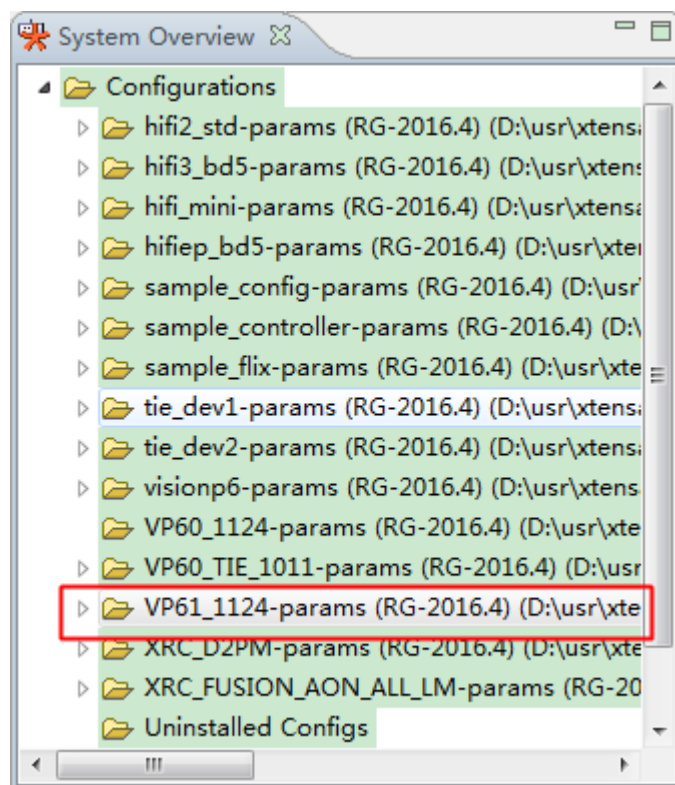 System Overview
Configurations
hifi2_std-params (RG-2016.4) (D:\usr\xtensa
hifi3_bd5-params (RG-2016.4) (D:\usr\xtens
hifi_mini-params (RG-2016.4) (D:\usr\xtensa
hifiep_bd5-params (RG-2016.4) (D:\usr\xter
sample_config-params (RG-2016.4) (D:\usr\
sample_controller-params (RG-2016.4) (D:\
sample_flix-params (RG-2016.4) (D:\usr\xte
tie_dev1-params (RG-2016.4) (D:\usr\xtensa
tie_dev2-params (RG-2016.4) (D:\usr\xtensa
visionp6-params (RG-2016.4) (D:\usr\xtens
VP60_1124-params (RG-2016.4) (D:\usr\xte
VP60_TIE_1011-params (RG-2016.4) (D:\usr
VP61_1124-params (RG-2016.4) (D:\usr\xte
XRC_D2PM-params (RG-2016.4) (D:\usr\xte
XRC_FUSION_AON_ALL_LM-params (RG-20
Uninstalled Configs